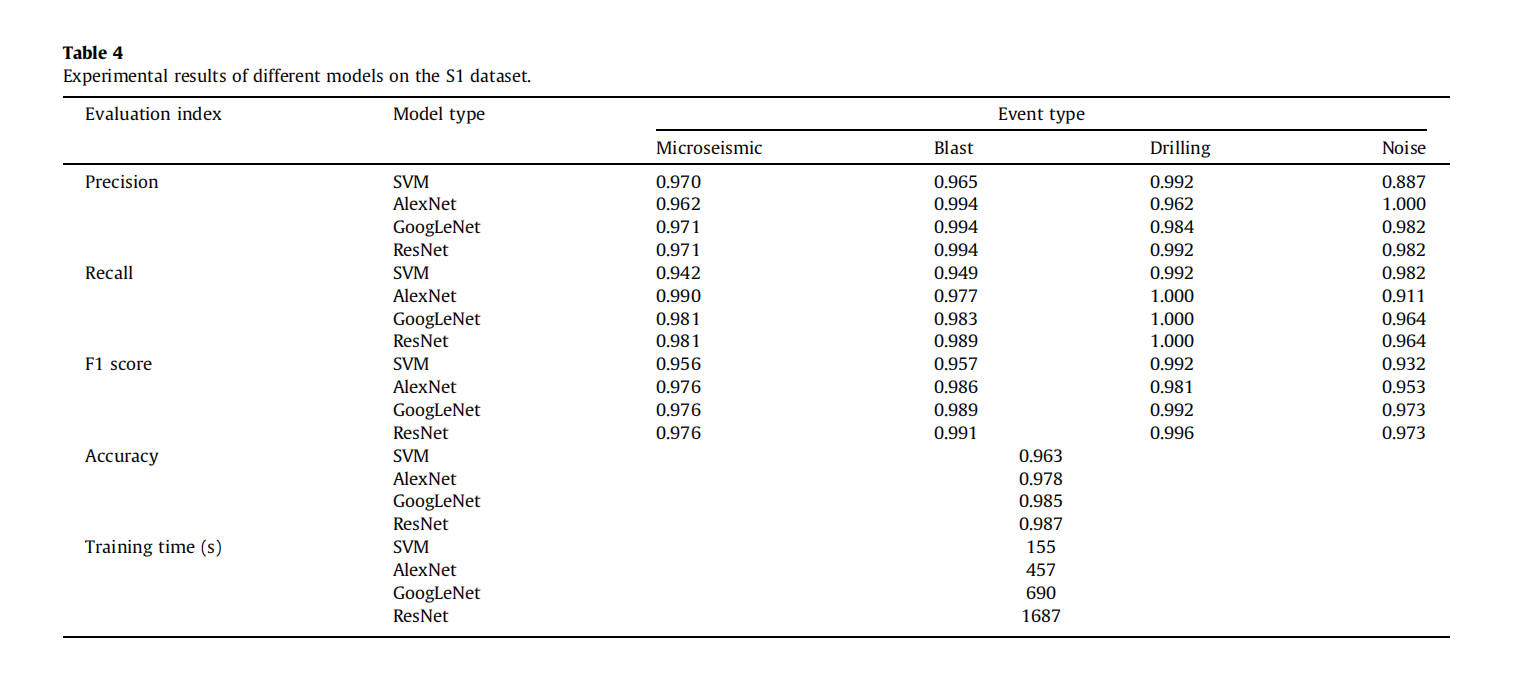 Table 4
Experimental results of different models on the S1 dataset.
Evaluation index Model type Event type
Microseismic Blast Drilling Noise
Precision SVM 0.970 0.965 0.992 0.887
AlexNet 0.962 0.994 0.962 1.000
GoogLeNet 0.971 0.994 0.984 0.982
ResNet 0.971 0.994 0.992 0.982
Recall SVM 0.942 0.949 0.992 0.982
AlexNet 0.990 0.977 1.000 0.911
GoogLeNet 0.981 0.983 1.000 0.964
ResNet 0.981 0.989 1.000 0.964
F1 score SVM 0.956 0.957 0.992 0.932
AlexNet 0.976 0.986 0.981 0.953
GoogLeNet 0.976 0.989 0.992 0.973
ResNet 0.976 0.991 0.996 0.973
Accuracy SVM 0.963
AlexNet 0.978
GoogLeNet 0.985
ResNet 0.987
Training time (s) SVM 155
AlexNet 457
GoogLeNet 690
ResNet 1687